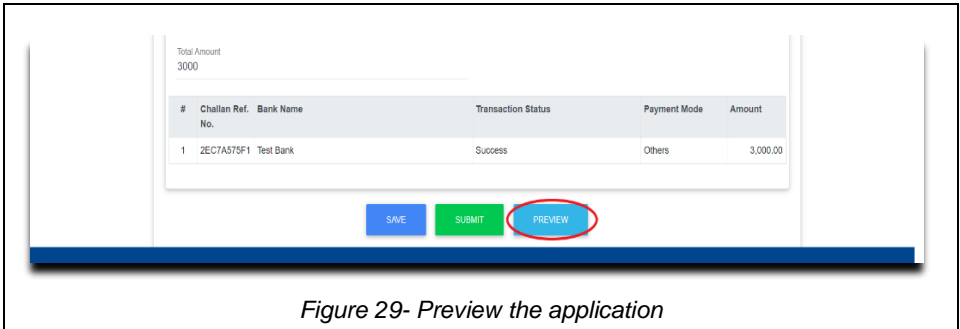 Total Amount
3000
# Challan Ref. No. Bank Name Transaction Status Payment Mode Amount
1 2EC7A575F1 Test Bank Success Others 3,000.00
SAVE SUBMIT PREVIEW
Figure 29- Preview the application